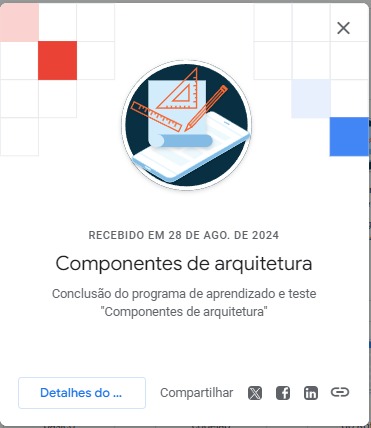 RECEBIDO EM 28 DE AGO. DE 2024
Componentes de arquitetura
Conclusão do programa de aprendizado e teste
"Componentes de arquitetura"
Detalhes do ...
Compartilhar